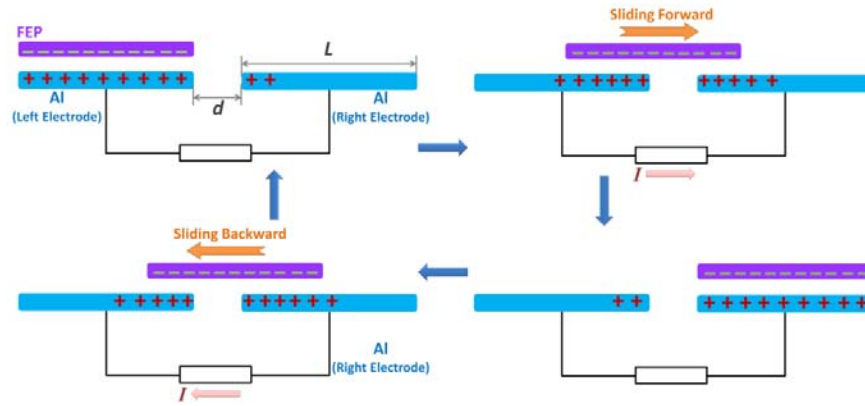 FEP
L
Al
(Left Electrode)
d
Al
(Right Electrode)
Sliding Forward
I
Sliding Backward
Al
(Right Electrode)
I